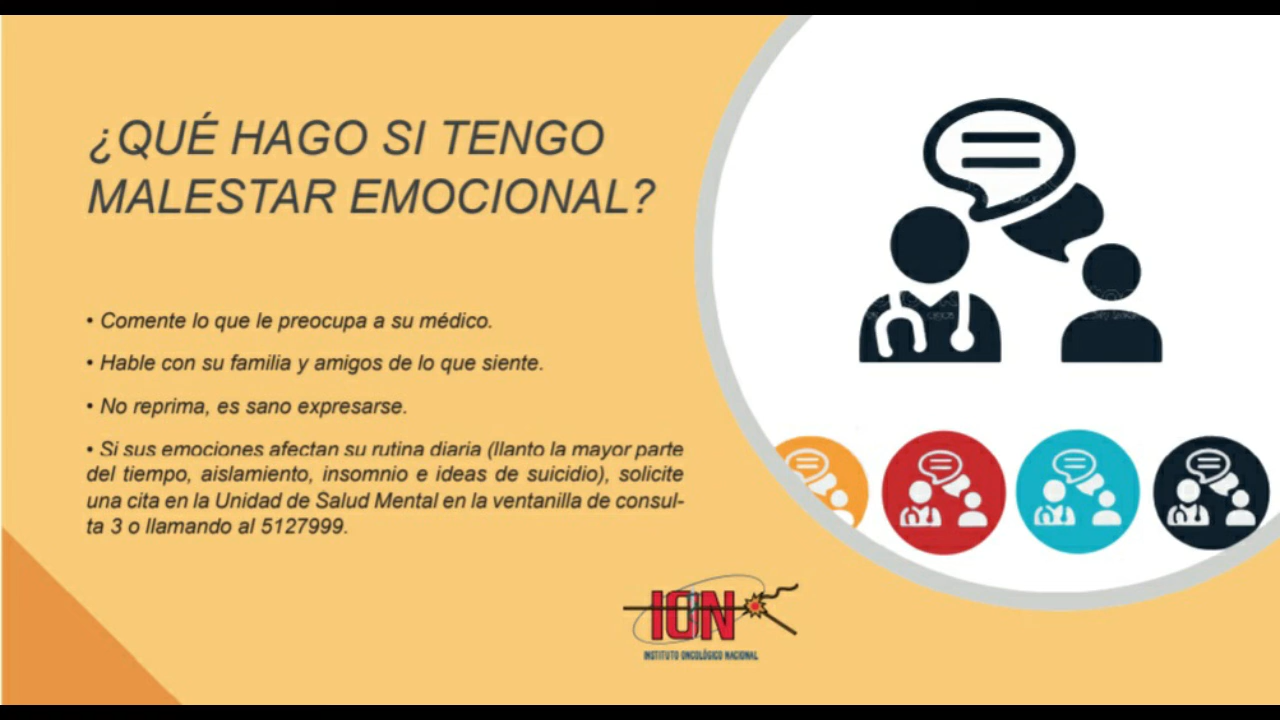 ¿QUÉ HAGO SI TENGO
MALESTAR EMOCIONAL?
• Comente lo que le preocupa a su médico.
• Hable con su familia y amigos de lo que siente.
• No reprima, es sano expresarse.
• Si sus emociones afectan su rutina diaria (llanto la mayor parte
del tiempo, aislamiento, insomnio e ideas de suicidio), solicite
una cita en la Unidad de Salud Mental en la ventanilla de consul-
ta 3 o llamando al 5127999.
ION
INSTITUTO ONCOLÓGICO NACIONAL